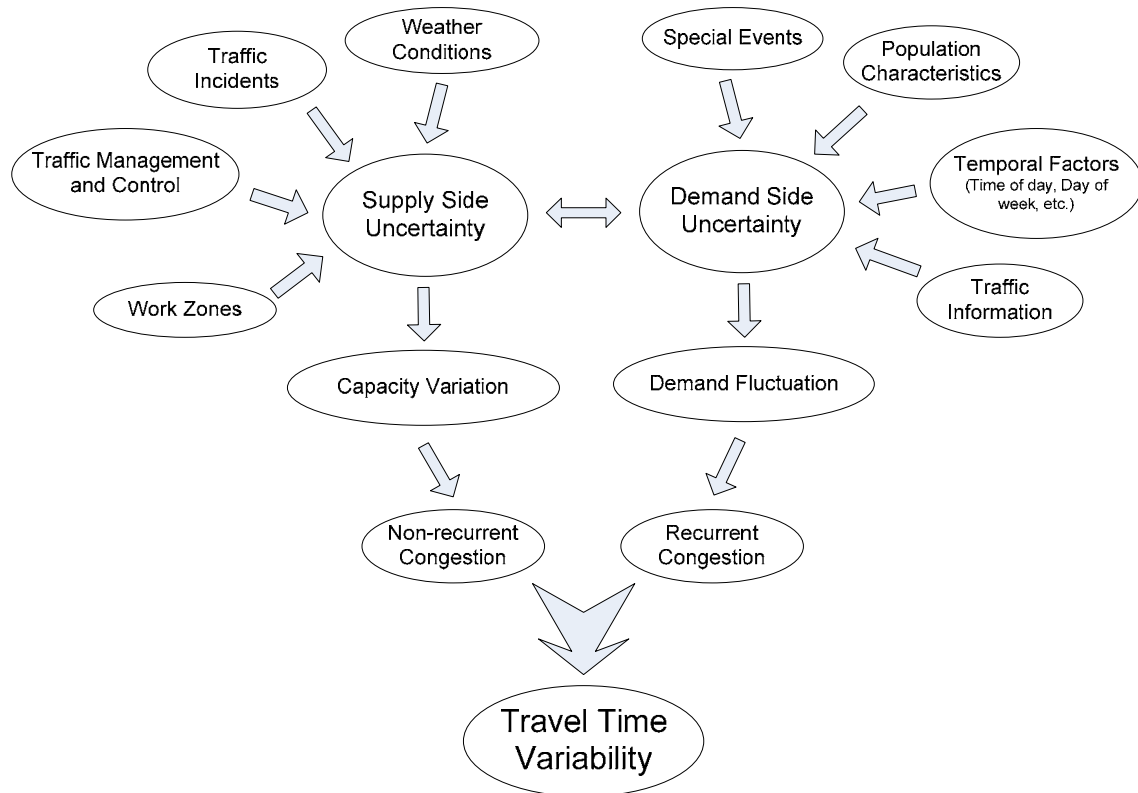 Weather
Conditions
Special Events
Traffic
Incidents
Population
Characteristics
Traffic Management
and Control
Temporal Factors
(Time of day, Day of
week, etc.)
Supply Side
Uncertainty
Demand Side
Uncertainty
Work Zones
Traffic
Information
Capacity Variation
Demand Fluctuation
Non-recurrent
Congestion
Recurrent
Congestion
Travel Time
Variability